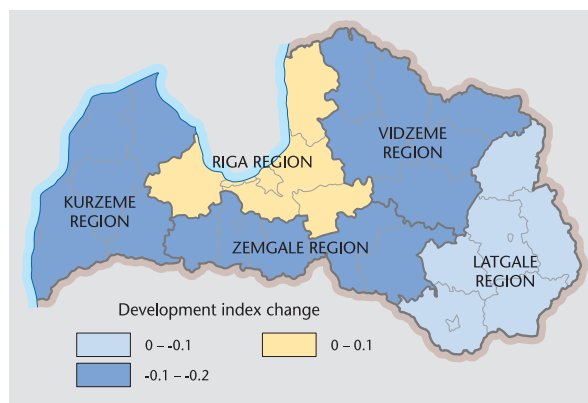 RIGA REGION
VIDZEME
REGION
KURZEME
REGION
ZEMGALE REGION
LATGALE
REGION
Development index change
0 – -0.1
0 – 0.1
-0.1 – -0.2